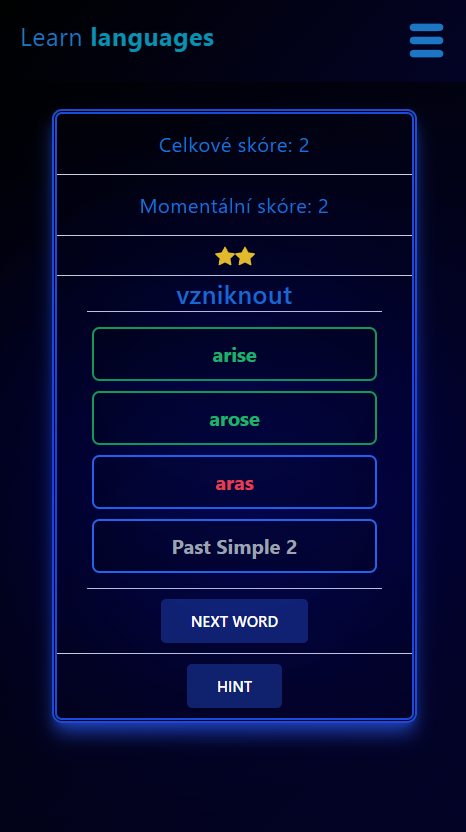 Learn languages
Celkové skóre: 2
Momentální skóre: 2
vzniknout
arise
arose
aras
Past Simple 2
NEXT WORD
HINT